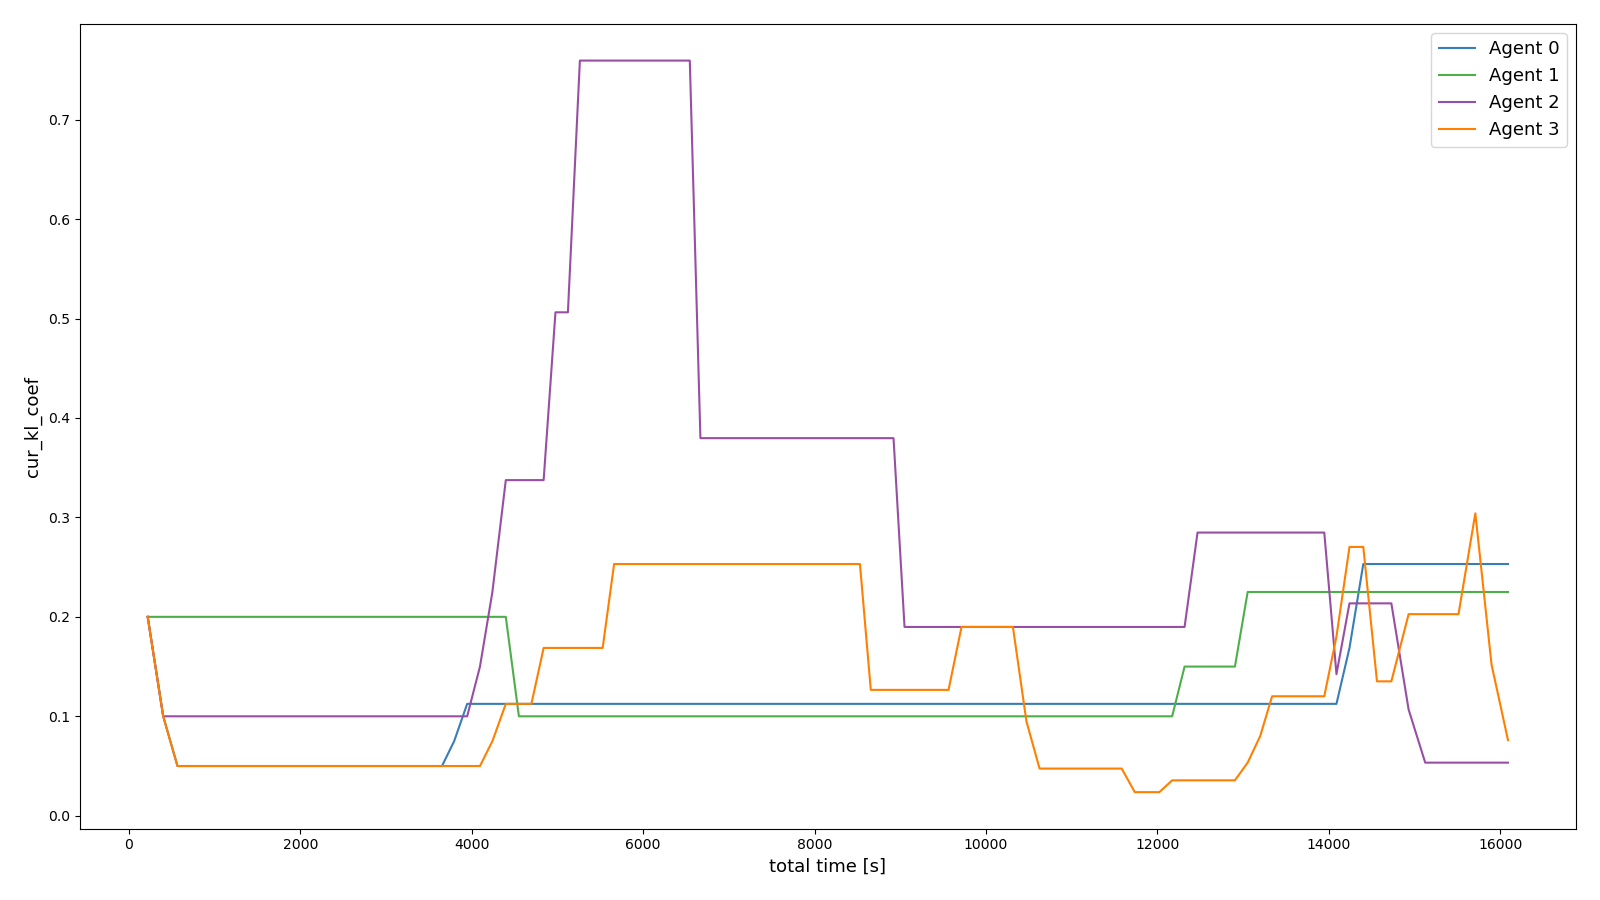 Agent 0
Agent 1
Agent 2
Agent 3
cur_kl_coef
0.7
0.6
0.5
0.4
0.3
0.2
0.1
0.0
0 2000 4000 6000 8000 10000 12000 14000 16000
total time [s]